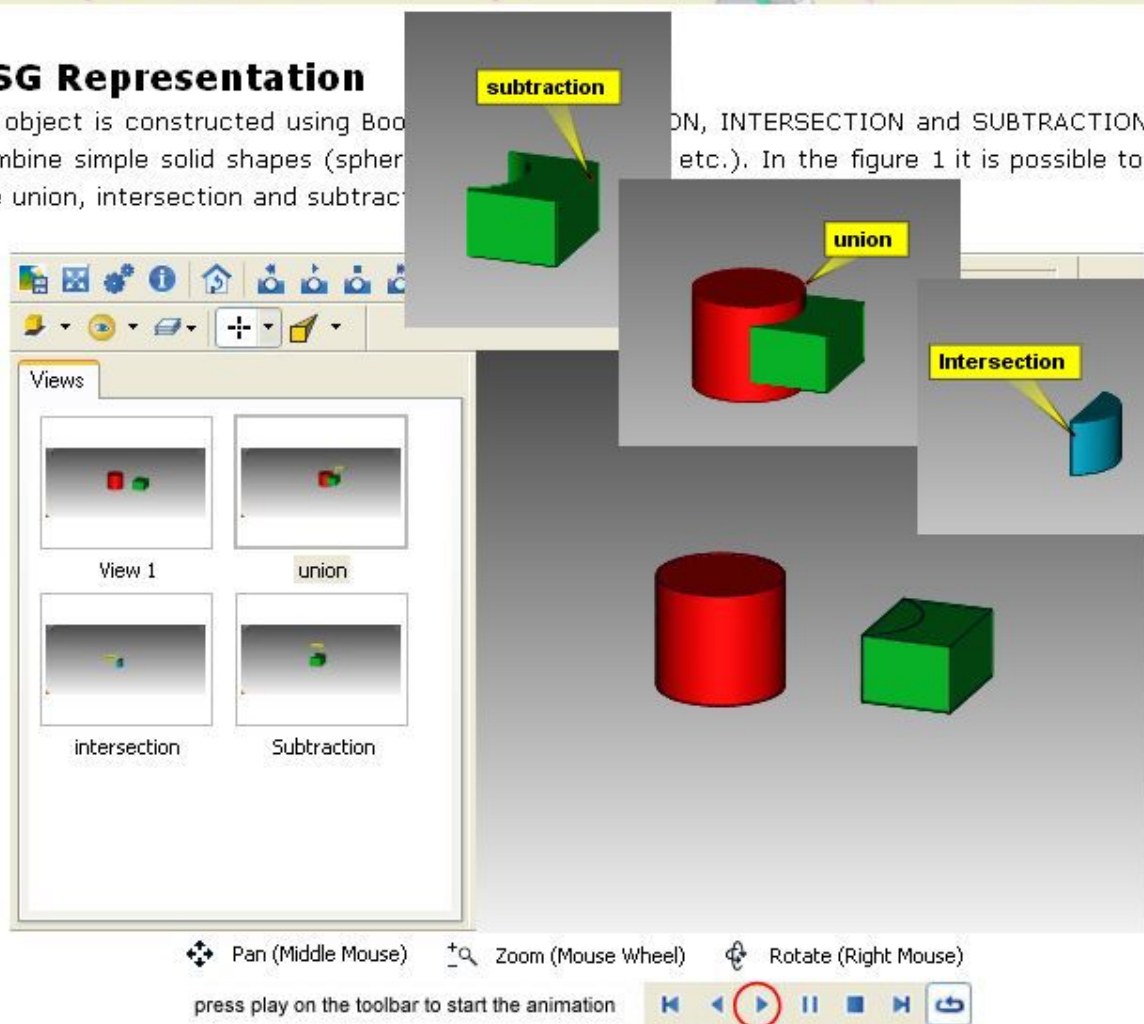 SG Representation
subtraction
object is constructed using Boo ON, INTERSECTION and SUBTRACTION
mbine simple solid shapes (spher etc.). In the figure 1 it is possible to
e union, intersection and subtract
union
Intersection
Views
View 1
union
intersection
Subtraction
Pan (Middle Mouse) Zoom (Mouse Wheel) Rotate (Right Mouse)
press play on the toolbar to start the animation